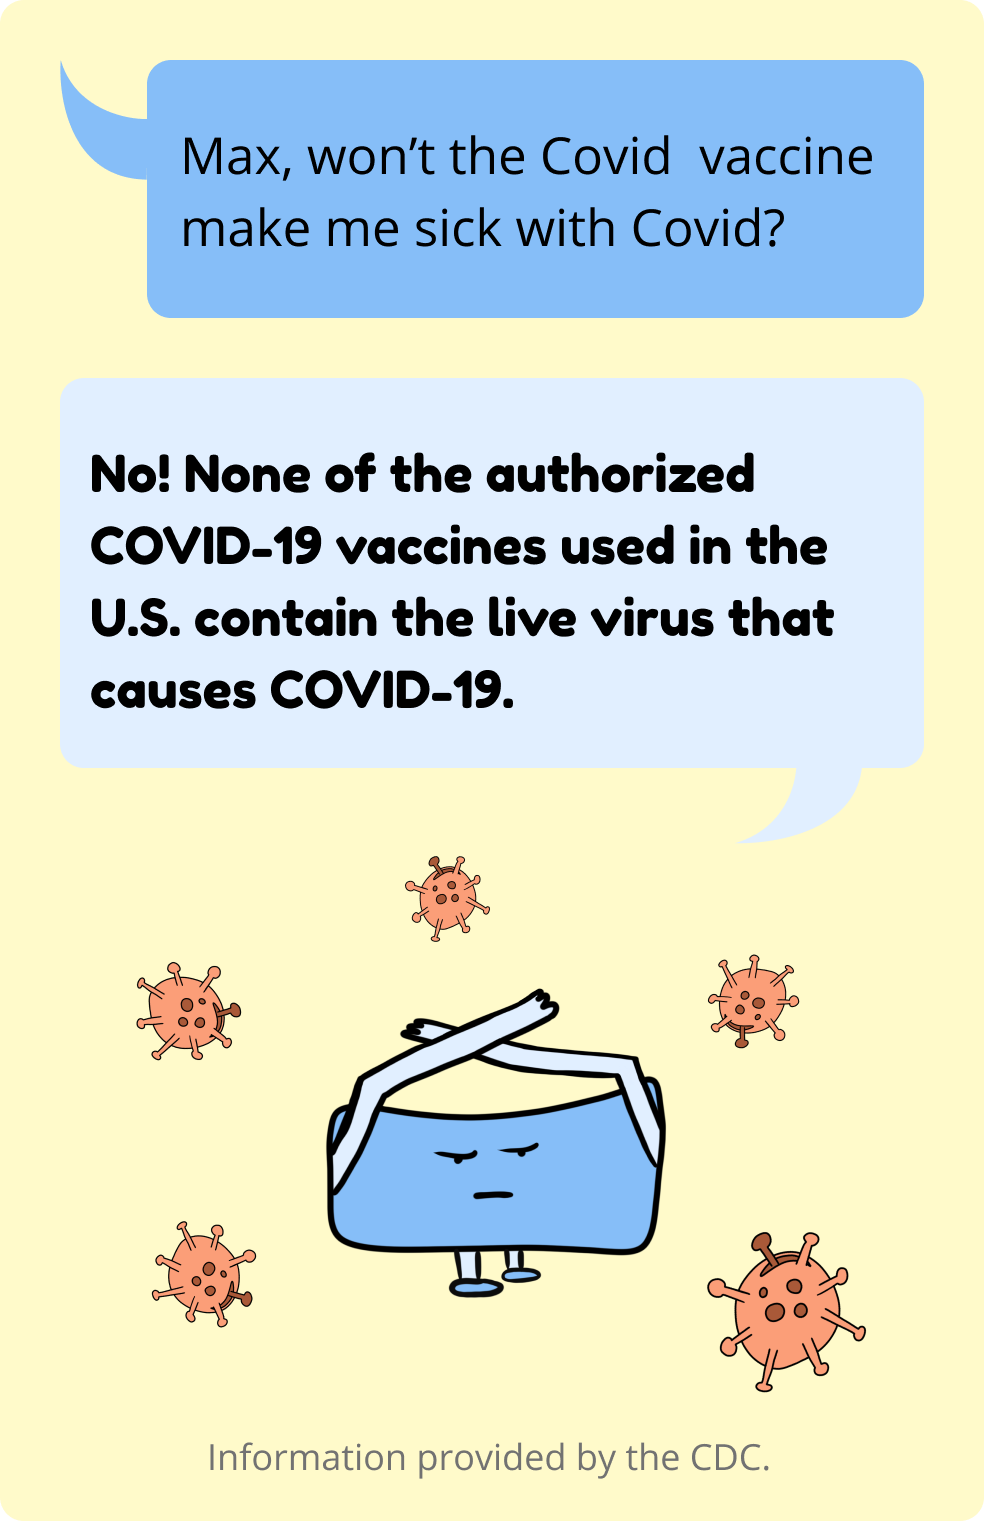 Max, won’t the Covid  vaccine
make me sick with Covid?
No! None of the authorized
COVID-19 vaccines used in the
U.S. contain the live virus that
causes COVID-19.
Information provided by the CDC.